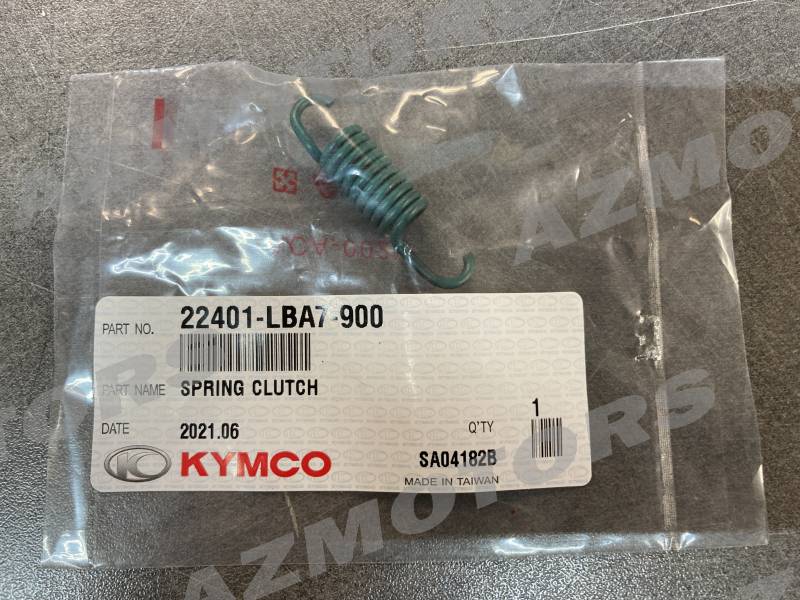 PART NO. 22401-LBA7-900
PART NAME SPRING CLUTCH
DATE 2021.06 Q'TY 1
KYMCO SA04182B
MADE IN TAIWAN
AZMOTORS
AZMOTORS
AZMOTORS
AZMOTORS